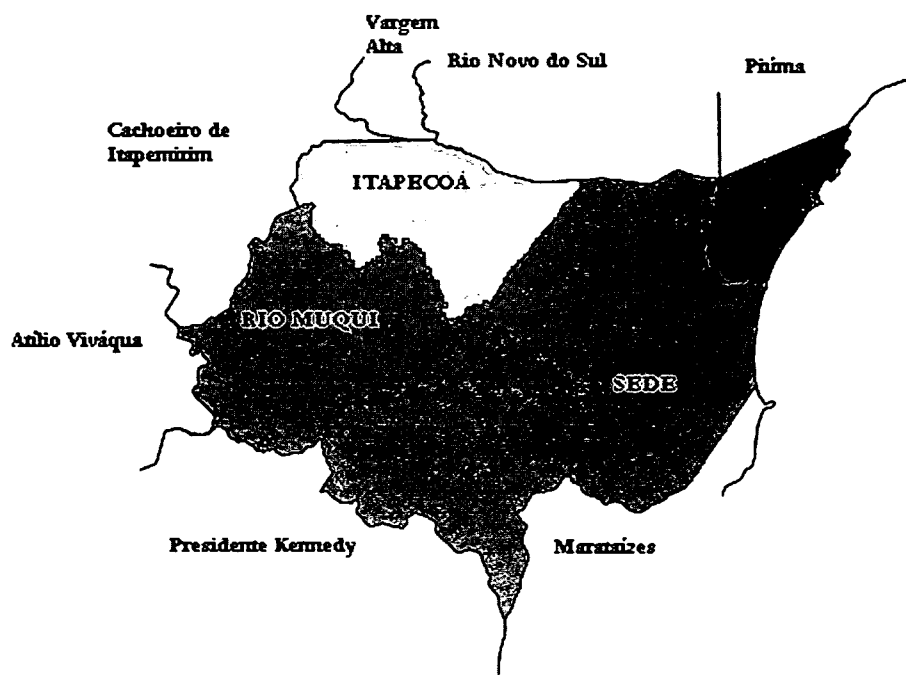 Vargem
Alta
Rio Novo do Sul
Piúma
Cachoeiro de
Itapemirim
ITAPECOÁ
RIO MUQUI
Atílio Viváqua
SEDE
Presidente Kennedy
Marataízes